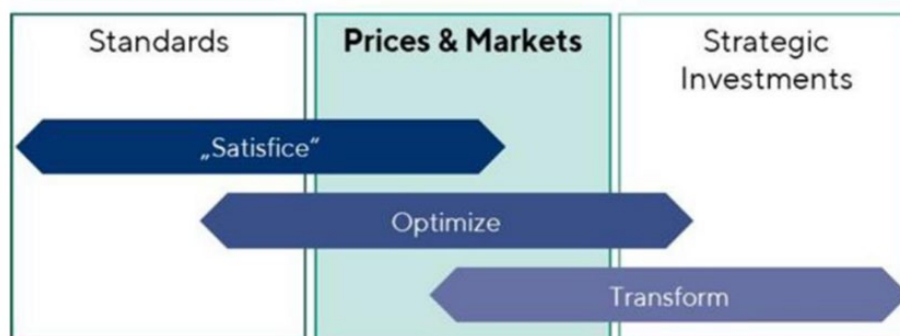 Standards
Prices & Markets
Strategic
Investments
„Satisfice“
Optimize
Transform